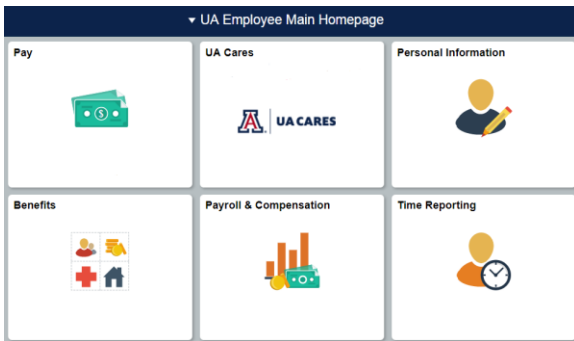 UA Employee Main Homepage
Pay
UA Cares
Personal Information
A | UA CARES
Benefits
Payroll & Compensation
Time Reporting